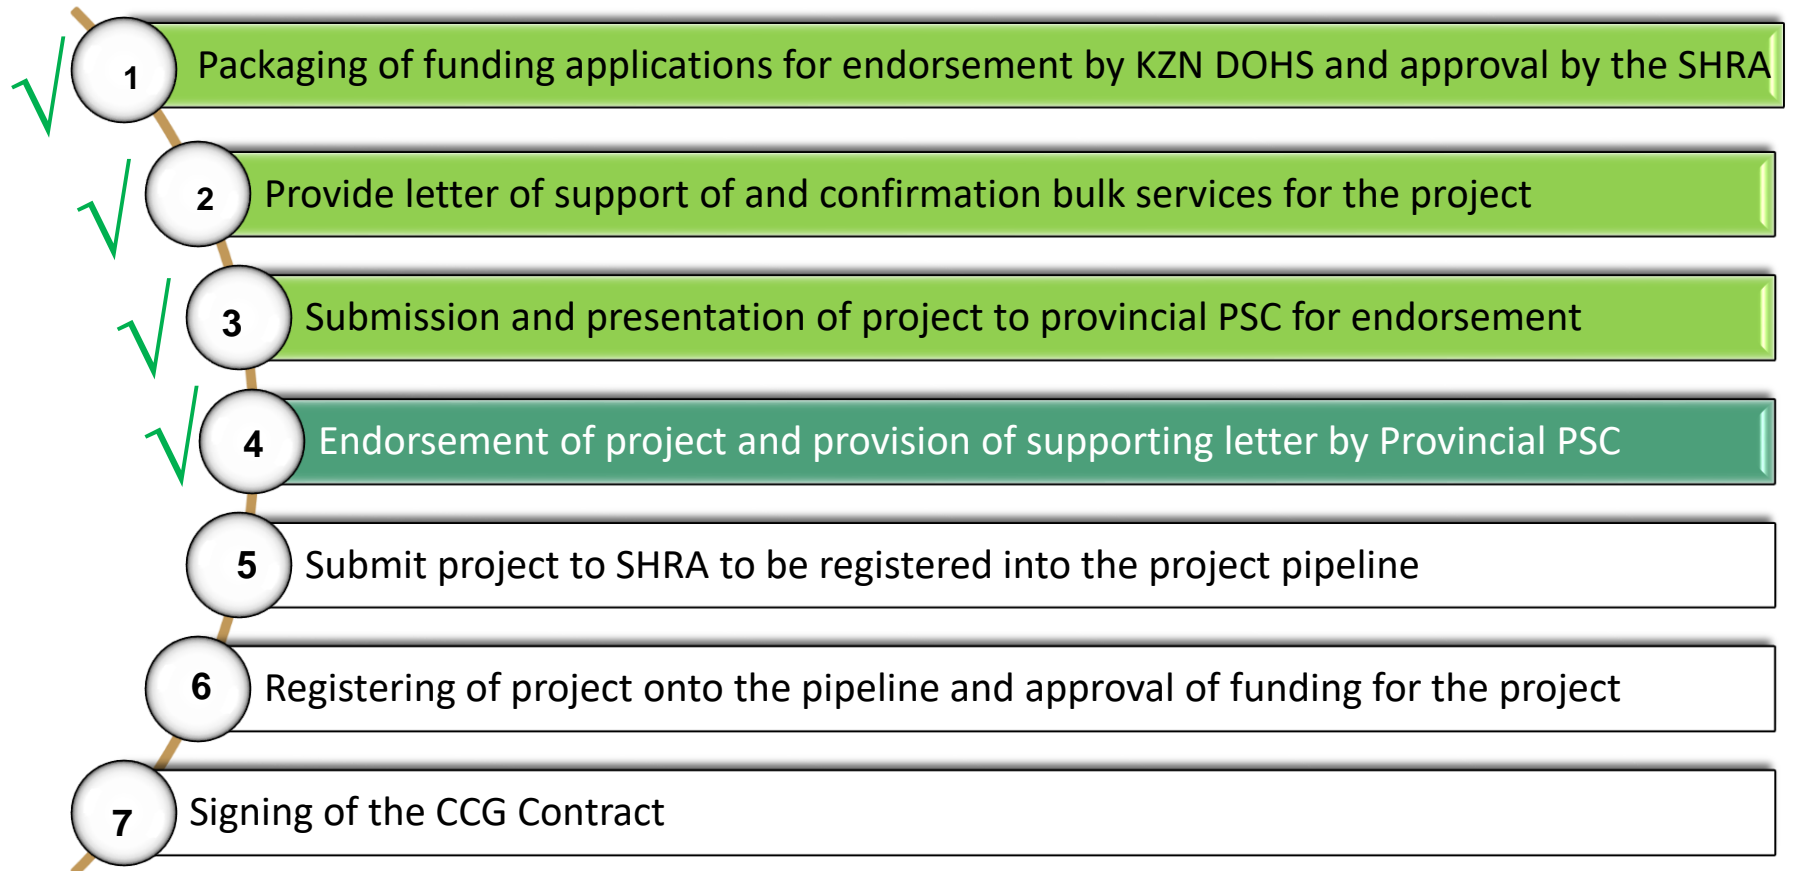 1 Packaging of funding applications for endorsement by KZN DOHS and approval by the SHRA
2 Provide letter of support of and confirmation bulk services for the project
3 Submission and presentation of project to provincial PSC for endorsement
4 Endorsement of project and provision of supporting letter by Provincial PSC
5 Submit project to SHRA to be registered into the project pipeline
6 Registering of project onto the pipeline and approval of funding for the project
7 Signing of the CCG Contract